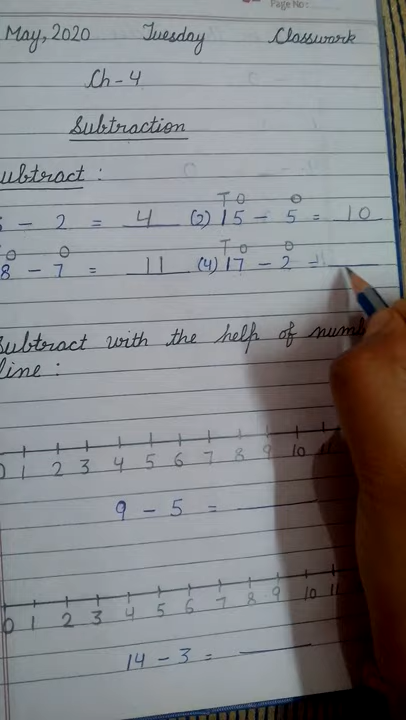 Page No:
May, 2020 Tuesday Classwork
Ch-4
Subtraction
ubtract :
T O O
- 2 = 4 (2) 15 - 5 = 10
O O T O O
8 - 7 = 11 (4) 17 - 2 =
Subtract with the help of numb
line :
0 1 2 3 4 5 6 7 8 9 10 11
9 - 5 =
0 1 2 3 4 5 6 7 8 9 10 11
14 - 3 =